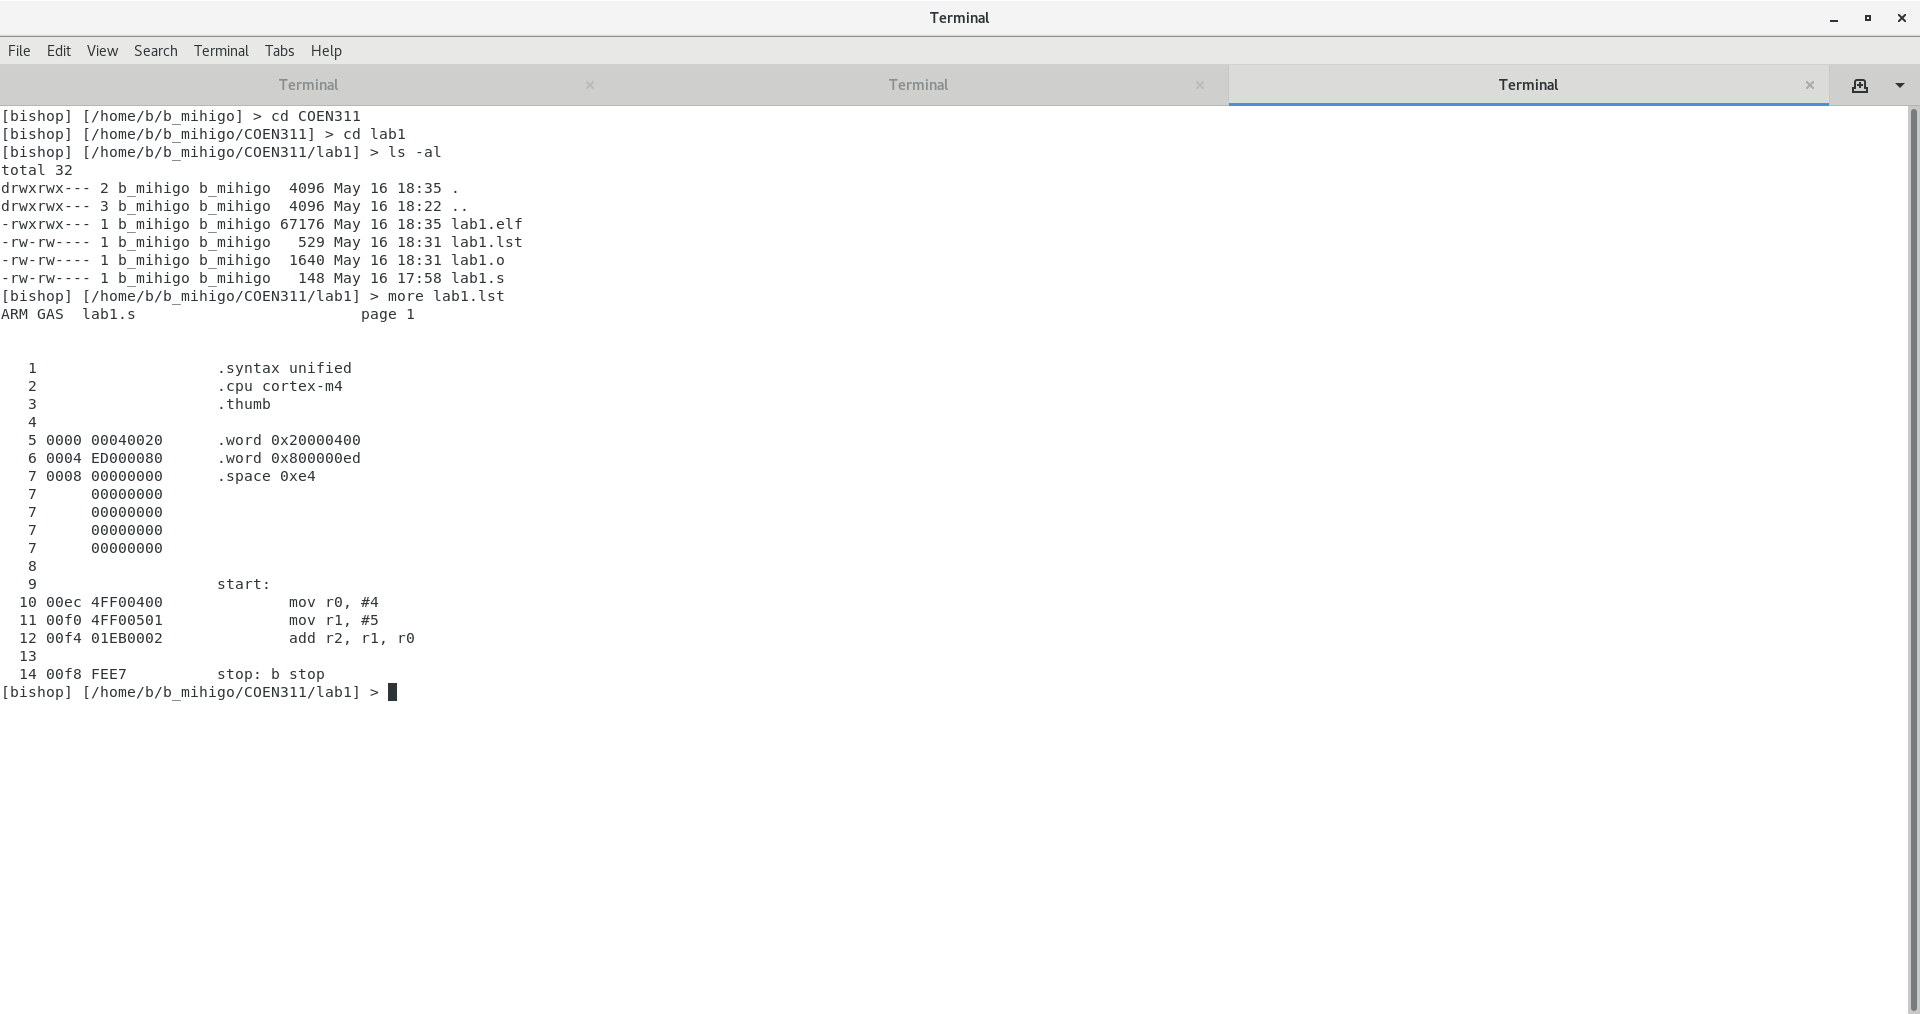 Terminal
File Edit View Search Terminal Tabs Help
Terminal Terminal Terminal
[bishop] [/home/b/b_mihigo] > cd COEN311
[bishop] [/home/b/b_mihigo/COEN311] > cd lab1
[bishop] [/home/b/b_mihigo/COEN311/lab1] > ls -al
total 32
drwxrwx--- 2 b_mihigo b_mihigo  4096 May 16 18:35 .
drwxrwx--- 3 b_mihigo b_mihigo  4096 May 16 18:22 ..
-rwxrwx--- 1 b_mihigo b_mihigo 67176 May 16 18:35 lab1.elf
-rw-rw---- 1 b_mihigo b_mihigo   529 May 16 18:31 lab1.lst
-rw-rw---- 1 b_mihigo b_mihigo  1640 May 16 18:31 lab1.o
-rw-rw---- 1 b_mihigo b_mihigo   148 May 16 17:58 lab1.s
[bishop] [/home/b/b_mihigo/COEN311/lab1] > more lab1.lst
ARM GAS  lab1.s                         page 1
   1                    .syntax unified
   2                    .cpu cortex-m4
   3                    .thumb
   4
   5 0000 00040020      .word 0x20000400
   6 0004 ED000080      .word 0x800000ed
   7 0008 00000000      .space 0xe4
   7      00000000
   7      00000000
   7      00000000
   7      00000000
   8
   9                    start:
  10 00ec 4FF00400              mov r0, #4
  11 00f0 4FF00501              mov r1, #5
  12 00f4 01EB0002              add r2, r1, r0
  13
  14 00f8 FEE7          stop: b stop
[bishop] [/home/b/b_mihigo/COEN311/lab1] >